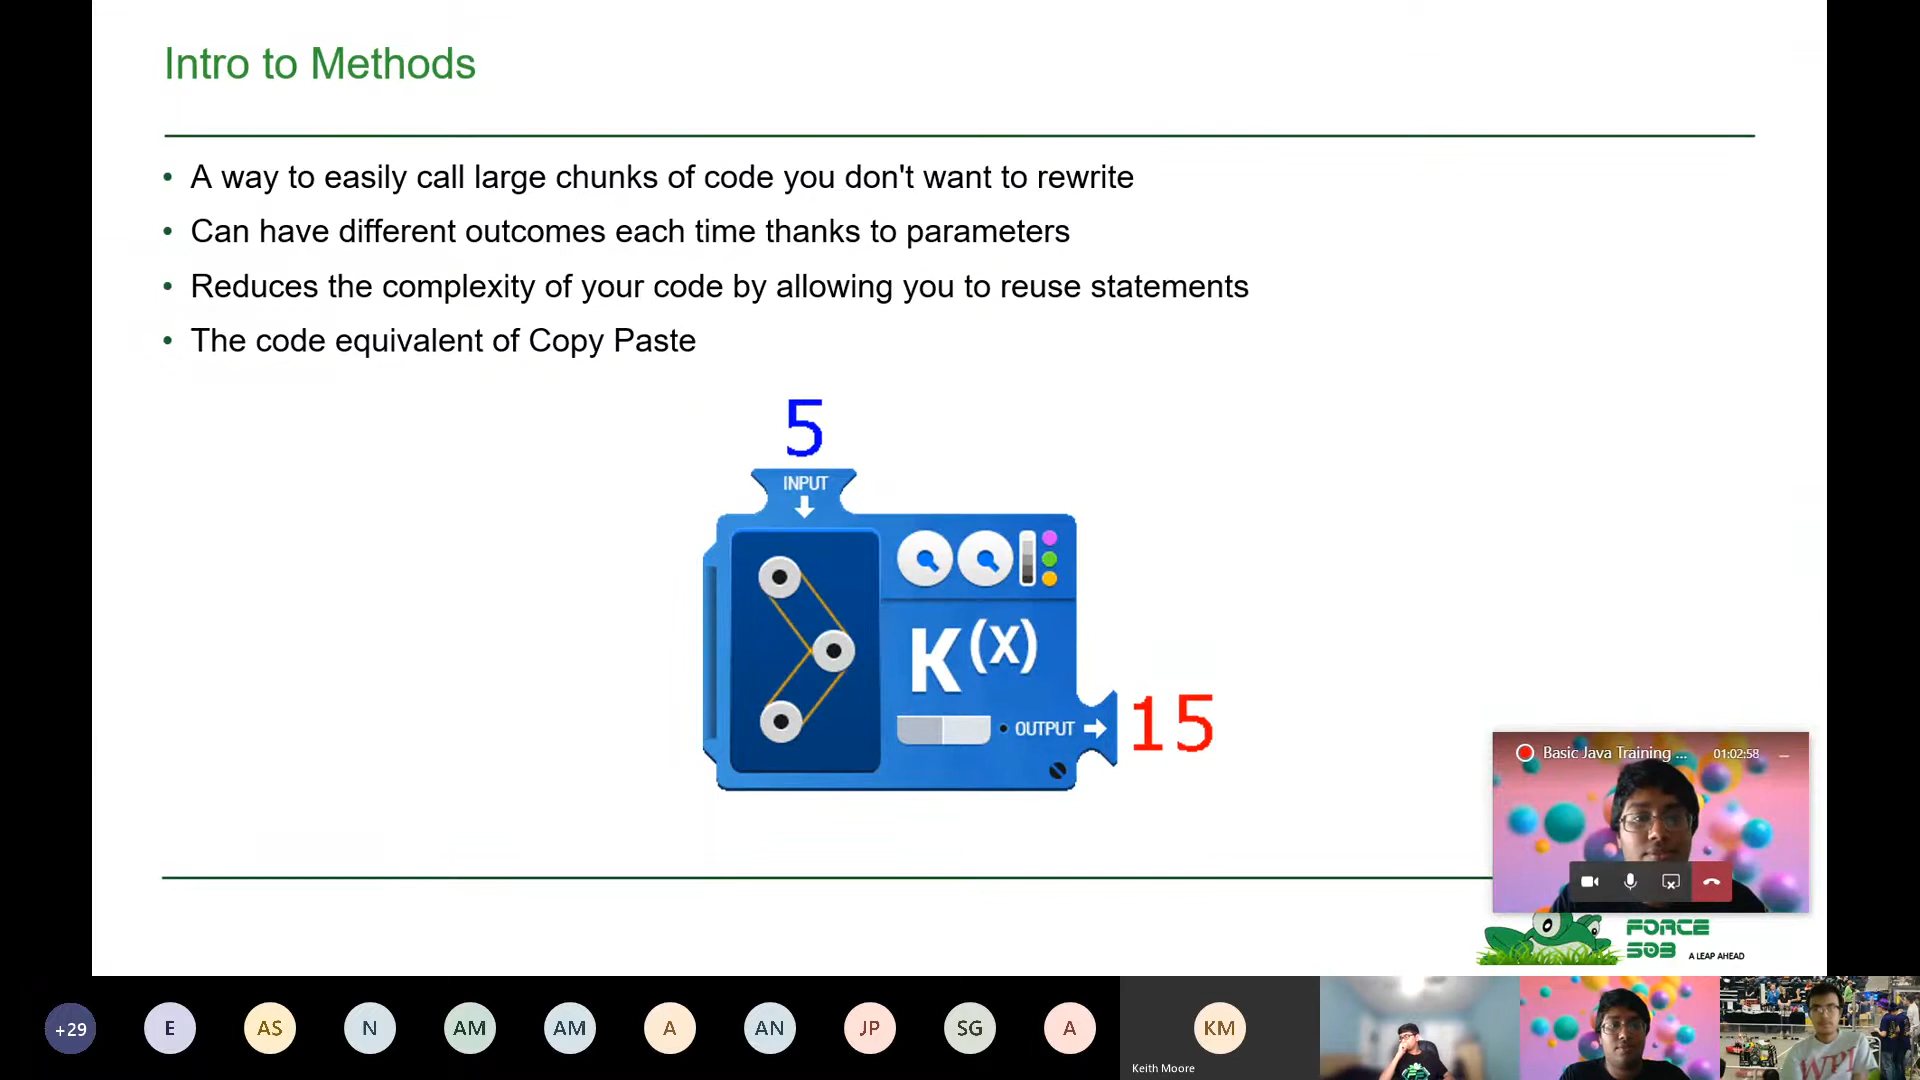 Intro to Methods
• A way to easily call large chunks of code you don't want to rewrite
• Can have different outcomes each time thanks to parameters
• Reduces the complexity of your code by allowing you to reuse statements
• The code equivalent of Copy Paste
5
INPUT
K(X)
OUTPUT
15
Basic Java Training ... 01:02:58
FORCE
503 A LEAP AHEAD
+29 E AS N AM AM A AN JP SG A KM
Keith Moore
WPI